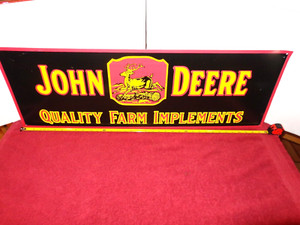 JOHN DEERE
QUALITY FARM IMPLEMENTS